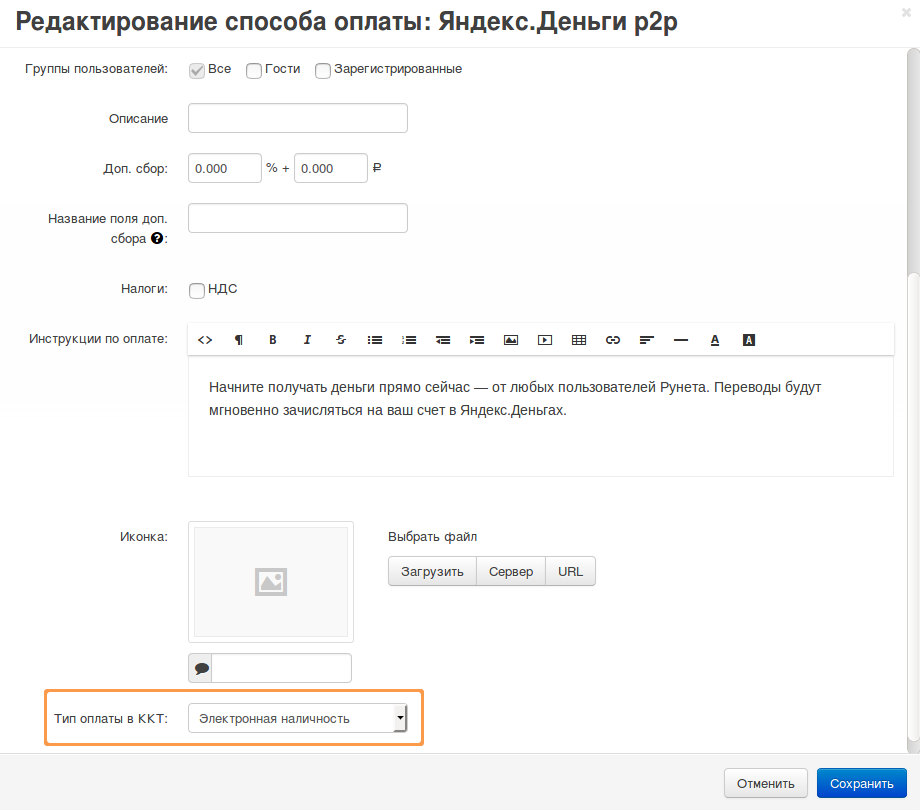 Редактирование способа оплаты: Яндекс.Деньги p2p
Группы пользователей: Все Гости Зарегистрированные
Описание
Доп. сбор: 0.000 % + 0.000 ₽
Название поля доп.
сбора ?:
Налоги: НДС
Инструкции по оплате:
Начните получать деньги прямо сейчас — от любых пользователей Рунета. Переводы будут
мгновенно зачисляться на ваш счет в Яндекс.Деньгах.
Иконка: Выбрать файл
Загрузить Сервер URL
Тип оплаты в ККТ: Электронная наличность
Отменить Сохранить